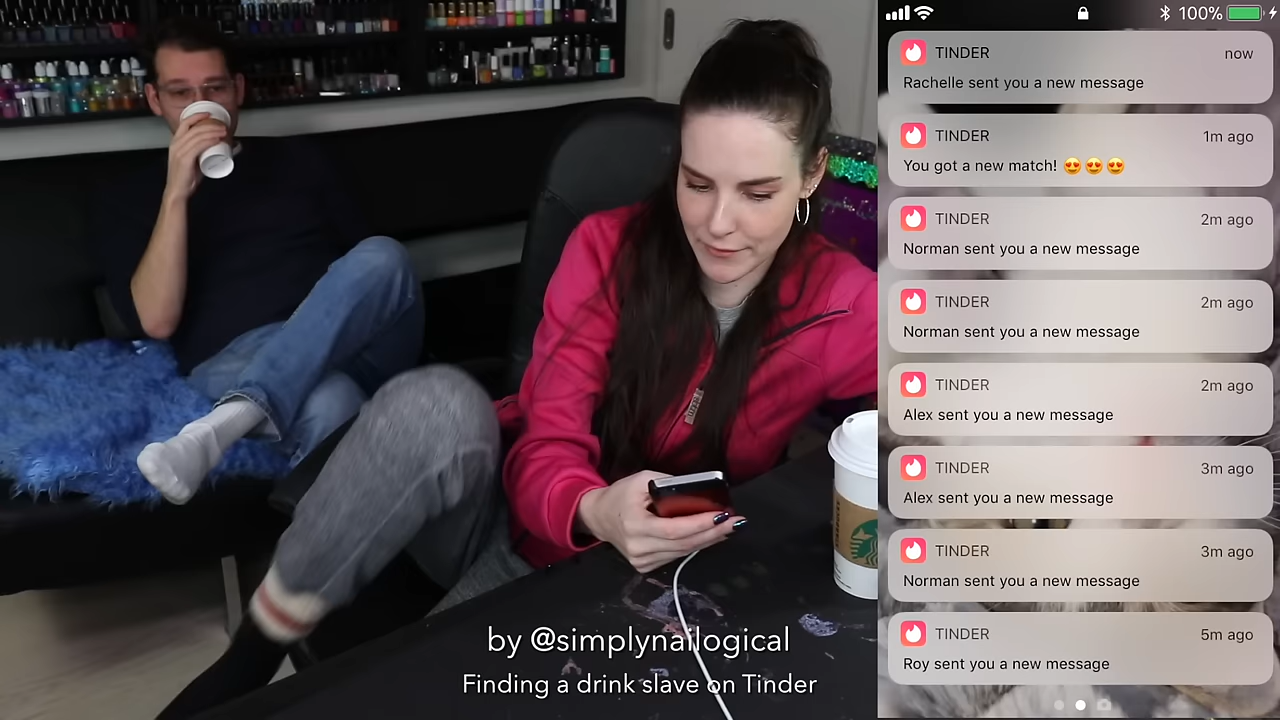 100%
TINDER now
Rachelle sent you a new message
TINDER 1m ago
You got a new match! 😍😍😍
TINDER 2m ago
Norman sent you a new message
TINDER 2m ago
Norman sent you a new message
TINDER 2m ago
Alex sent you a new message
TINDER 3m ago
Alex sent you a new message
TINDER 3m ago
Norman sent you a new message
TINDER 5m ago
Roy sent you a new message
by @simplynailogical
Finding a drink slave on Tinder